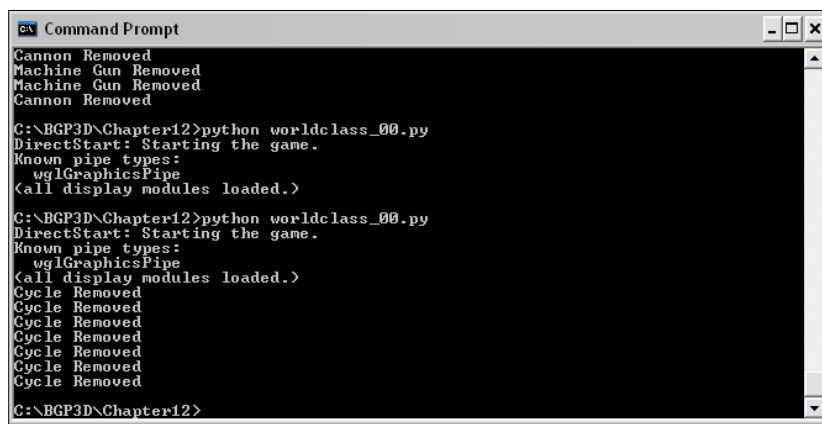 Command Prompt
Cannon Removed
Machine Gun Removed
Machine Gun Removed
Cannon Removed
C:\BGP3D\Chapter12>python worldclass_00.py
DirectStart: Starting the game.
Known pipe types:
  wglGraphicsPipe
(all display modules loaded.)
C:\BGP3D\Chapter12>python worldclass_00.py
DirectStart: Starting the game.
Known pipe types:
  wglGraphicsPipe
(all display modules loaded.)
Cycle Removed
Cycle Removed
Cycle Removed
Cycle Removed
Cycle Removed
Cycle Removed
Cycle Removed
C:\BGP3D\Chapter12>